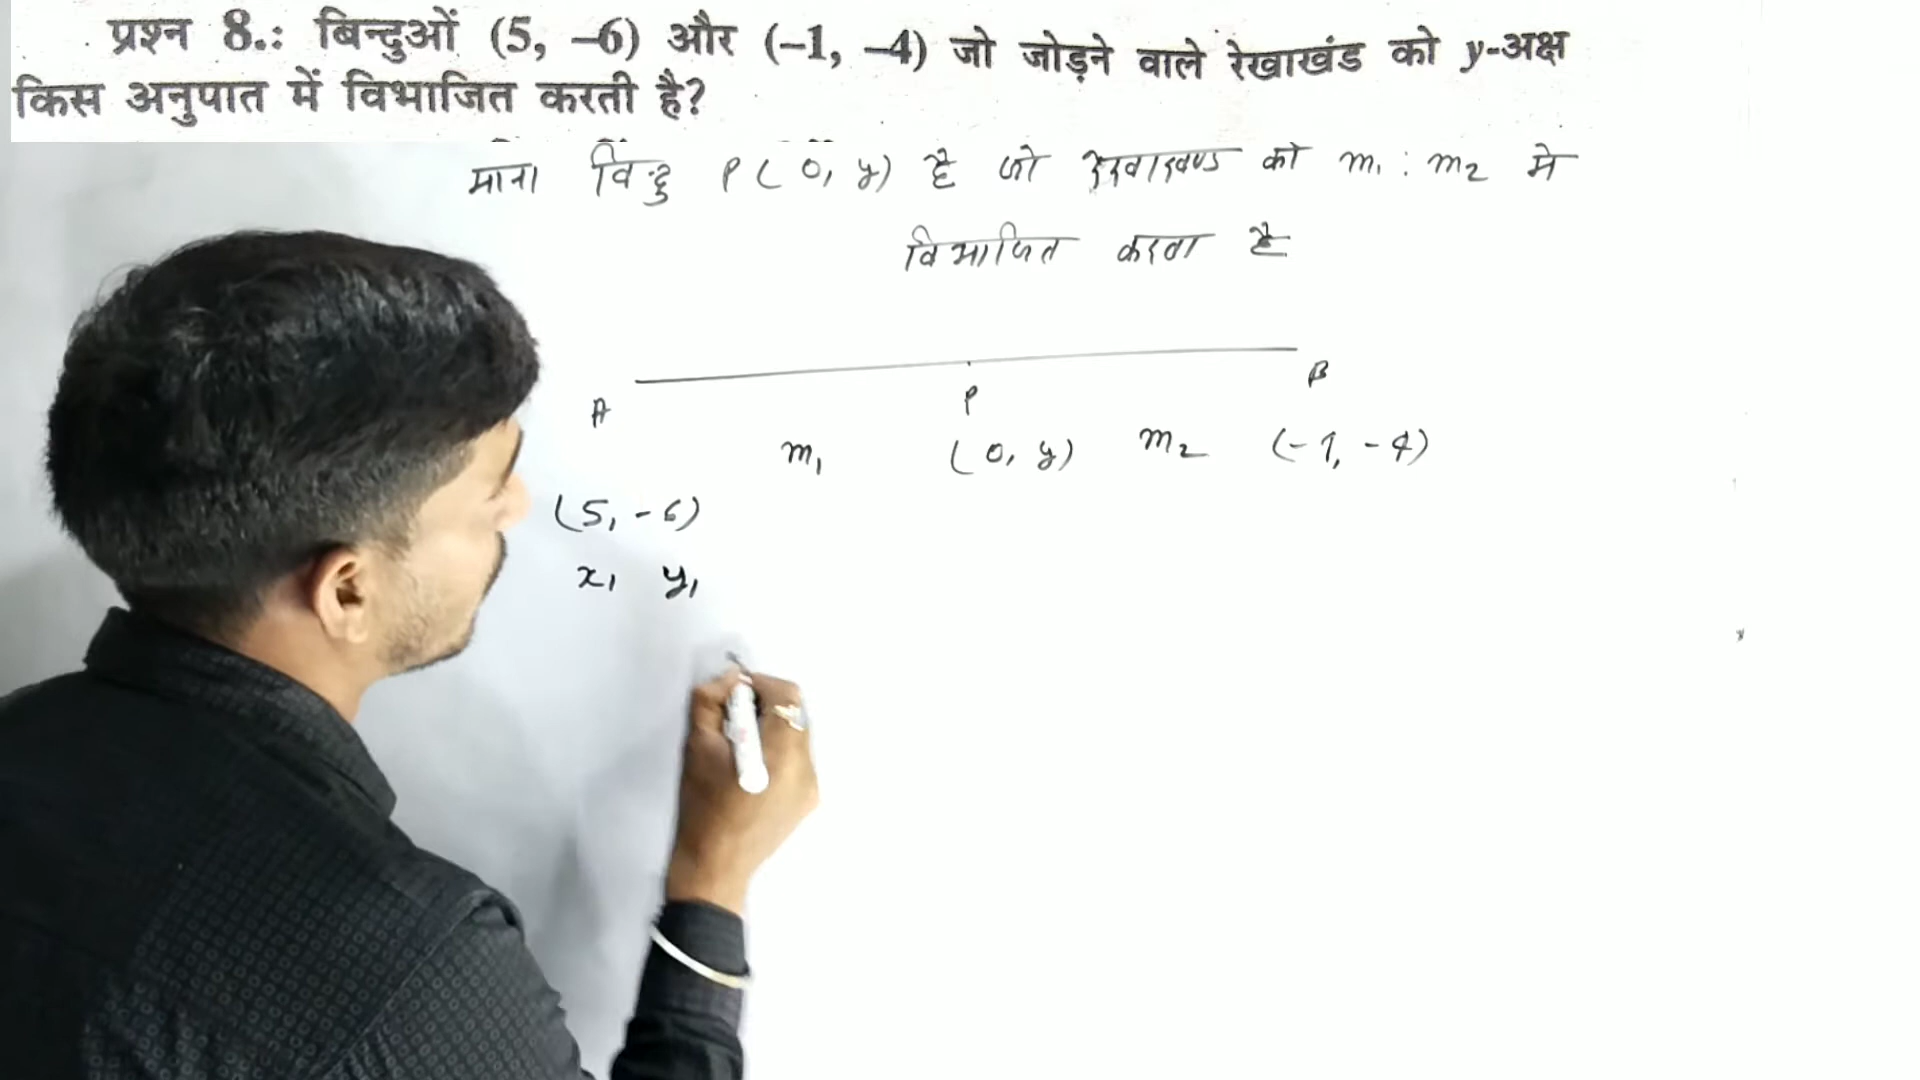 प्रश्न 8.: बिन्दुओं (5, –6) और (–1, –4) जो जोड़ने वाले रेखाखंड को y-अक्ष
किस अनुपात में विभाजित करती है?
माना बिन्दु P(0, y) है जो रेखाखण्ड को m₁ : m₂ मे
विभाजित करता है
A P B
m₁ (0, y) m₂ (-1, -4)
(5, -6)
x₁ y₁